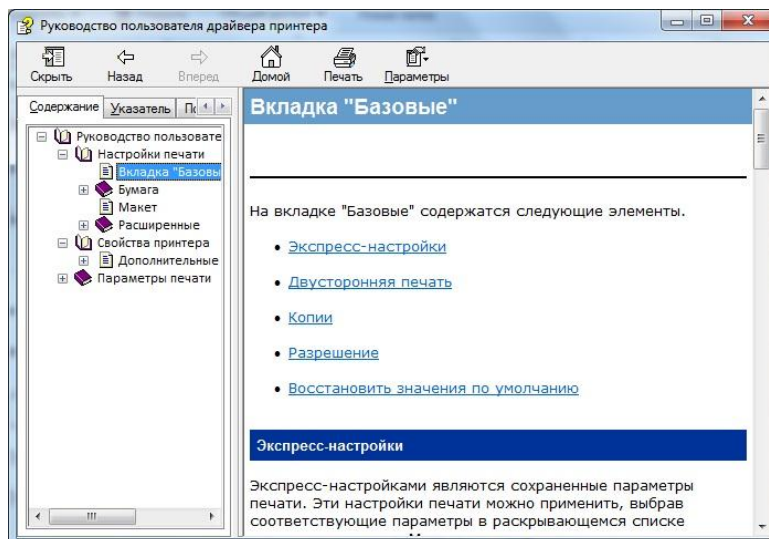 Руководство пользователя драйвера принтера
Скрыть Назад Вперед Домой Печать Параметры
Содержание Указатель
Руководство пользовате
Настройки печати
Вкладка "Базовы
Бумага
Макет
Расширенные
Свойства принтера
Дополнительные
Параметры печати
Вкладка "Базовые"
На вкладке "Базовые" содержатся следующие элементы.
• Экспресс-настройки
• Двусторонняя печать
• Копии
• Разрешение
• Восстановить значения по умолчанию
Экспресс-настройки
Экспресс-настройками являются сохраненные параметры
печати. Эти настройки печати можно применить, выбрав
соответствующие параметры в раскрывающемся списке